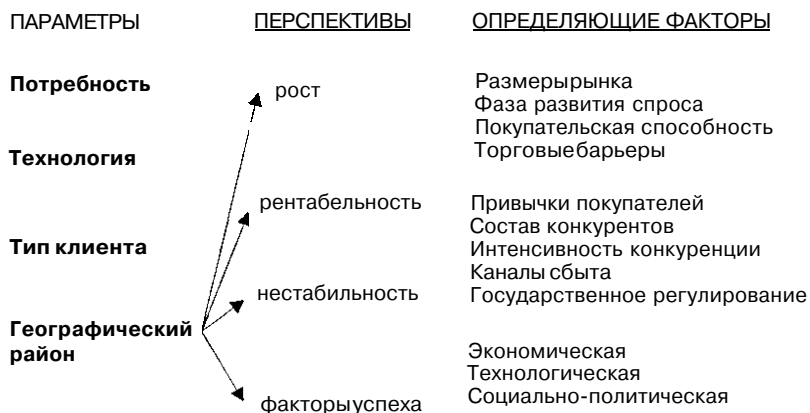 ПАРАМЕТРЫ ПЕРСПЕКТИВЫ ОПРЕДЕЛЯЮЩИЕ ФАКТОРЫ
Потребность
рост
Размерырынка
Фаза развития спроса
Покупательская способность
Торговыебарьеры
Технология
рентабельность
Привычки покупателей
Состав конкурентов
Интенсивность конкуренции
Каналы сбыта
Государственное регулирование
Тип клиента
нестабильность
Географический
район
Экономическая
Технологическая
Социально-политическая
факторыуспеха